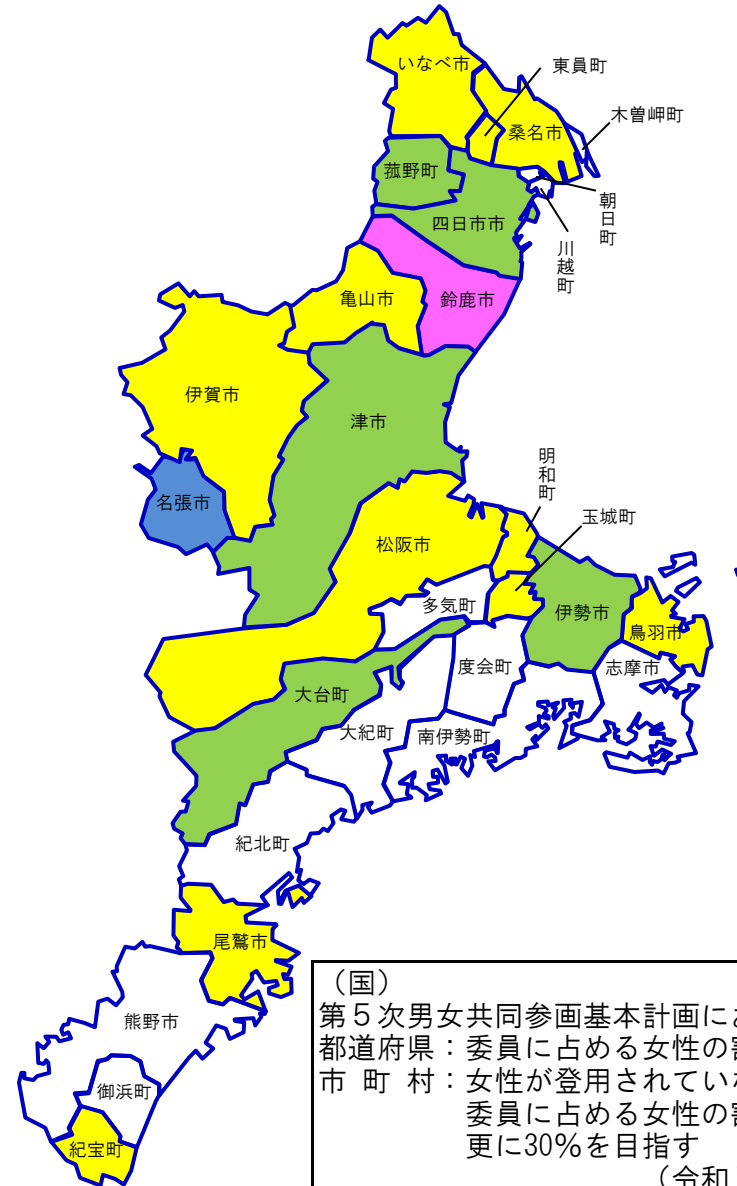 いなべ市
東員町
桑名市
木曽岬町
菰野町
朝日町
四日市市
川越町
亀山市
鈴鹿市
伊賀市
津市
明和町
名張市
玉城町
松阪市
多気町
伊勢市
鳥羽市
度会町
志摩市
大台町
大紀町
南伊勢町
紀北町
尾鷲市
熊野市
御浜町
紀宝町
（国）
第５次男女共同参画基本計画に
都道府県：委員に占める女性の割
市 町 村：女性が登用されていな
委員に占める女性の割
更に30％を目指す
（令和